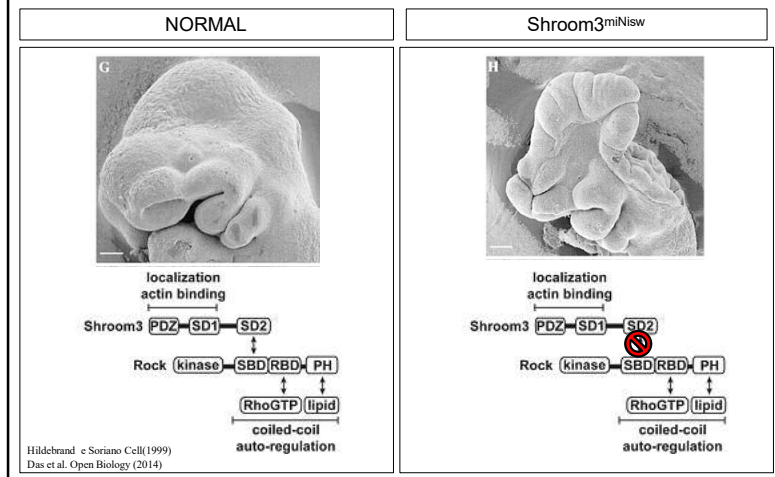 NORMAL
Shroom3miNisw
G
H
localization
actin binding
Shroom3 PDZ SD1 SD2
Rock kinase SBD RBD PH
RhoGTP lipid
coiled-coil
auto-regulation
Hildebrand e Soriano Cell(1999)
Das et al. Open Biology (2014)
localization
actin binding
Shroom3 PDZ SD1 SD2
Rock kinase SBD RBD PH
RhoGTP lipid
coiled-coil
auto-regulation